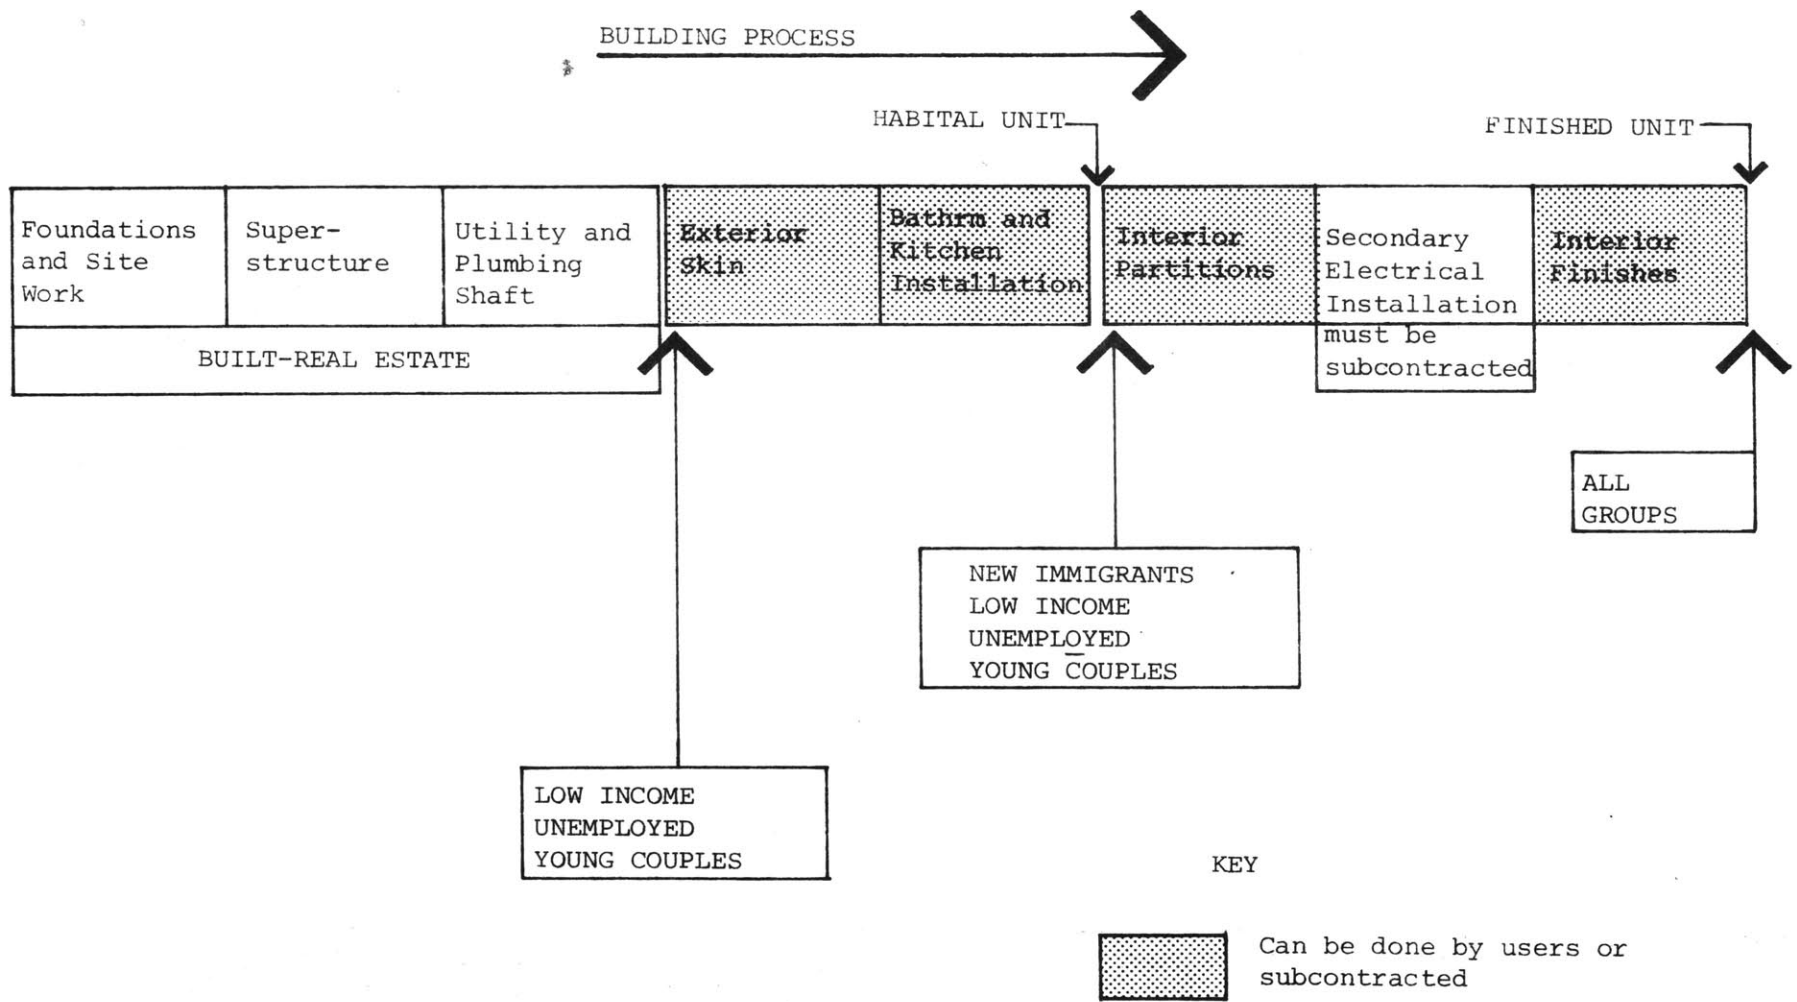 BUILDING PROCESS
HABITAL UNIT
FINISHED UNIT
Foundations
and Site
Work
Super-
structure
Utility and
Plumbing
Shaft
Exterior
Skin
Bathrm and
Kitchen
Installation
Interior
Partitions
Secondary
Electrical
Installation
must be
subcontracted
Interior
Finishes
BUILT-REAL ESTATE
ALL
GROUPS
NEW IMMIGRANTS
LOW INCOME
UNEMPLOYED
YOUNG COUPLES
LOW INCOME
UNEMPLOYED
YOUNG COUPLES
KEY
Can be done by users or
subcontracted